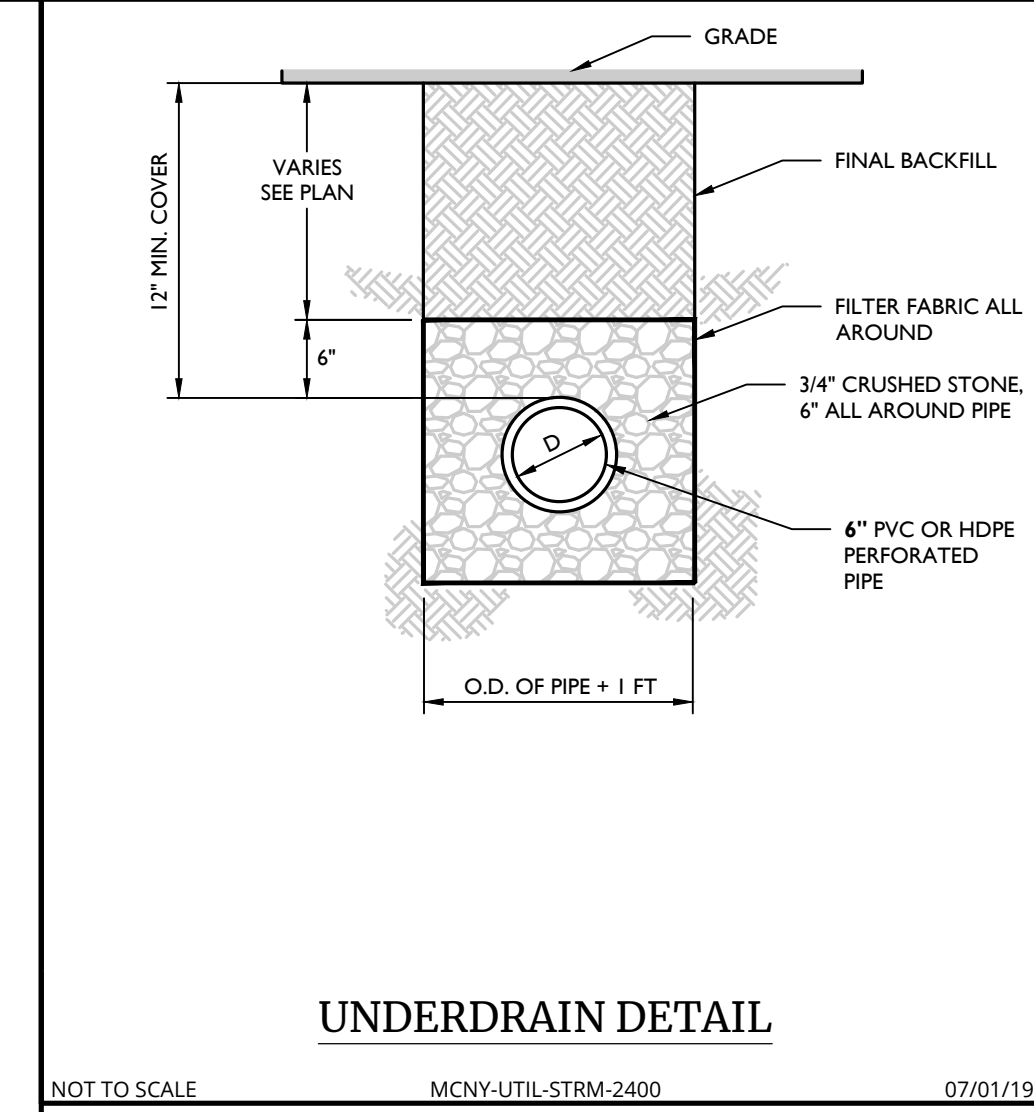 GRADE
12" MIN. COVER
VARIES
SEE PLAN
FINAL BACKFILL
FILTER FABRIC ALL
AROUND
6"
3/4" CRUSHED STONE,
6" ALL AROUND PIPE
D
6" PVC OR HDPE
PERFORATED
PIPE
O.D. OF PIPE + 1 FT
UNDERDRAIN DETAIL
NOT TO SCALE MCNY-UTIL-STRM-2400 07/01/19